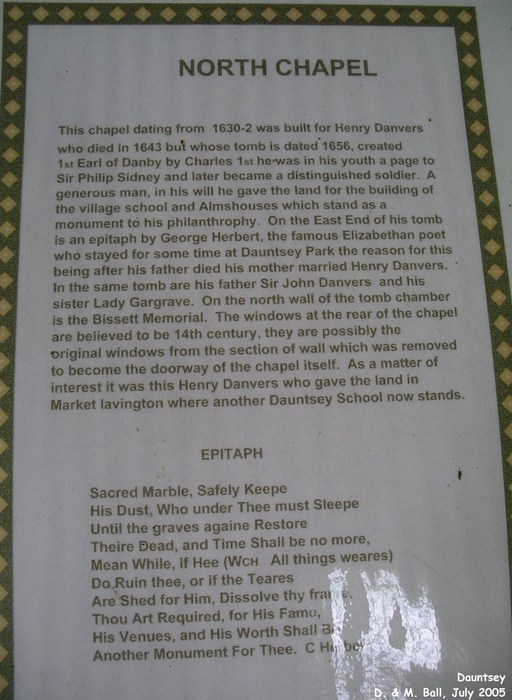 NORTH CHAPEL
This chapel dating from 1630-2 was built for Henry Danvers
who died in 1643 but whose tomb is dated 1656, created
1st Earl of Danby by Charles 1st he was in his youth a page to
Sir Philip Sidney and later became a distinguished soldier. A
generous man, in his will he gave the land for the building of
the village school and Almshouses which stand as a
monument to his philanthropy. On the East End of his tomb
is an epitaph by George Herbert, the famous Elizabethan poet
who stayed for some time at Dauntsey Park the reason for this
being after his father died his mother married Henry Danvers.
In the same tomb are his father Sir John Danvers and his
sister Lady Gargrave. On the north wall of the tomb chamber
is the Bissett Memorial. The windows at the rear of the chapel
are believed to be 14th century, they are possibly the
original windows from the section of wall which was removed
to become the doorway of the chapel itself. As a matter of
interest it was this Henry Danvers who gave the land in
Market lavington where another Dauntsey School now stands.
EPITAPH
Sacred Marble, Safely Keepe
His Dust, Who under Thee must Sleepe
Until the graves againe Restore
Theire Dead, and Time Shall be no more,
Mean While, if Hee (WCH All things weares)
Do Ruin thee, or if the Teares
Are Shed for Him, Dissolve thy frame,
Thou Art Required, for His Fame,
His Venues, and His Worth Shall
Another Monument For Thee. C
Dauntsey
D. & M. Ball, July 2005